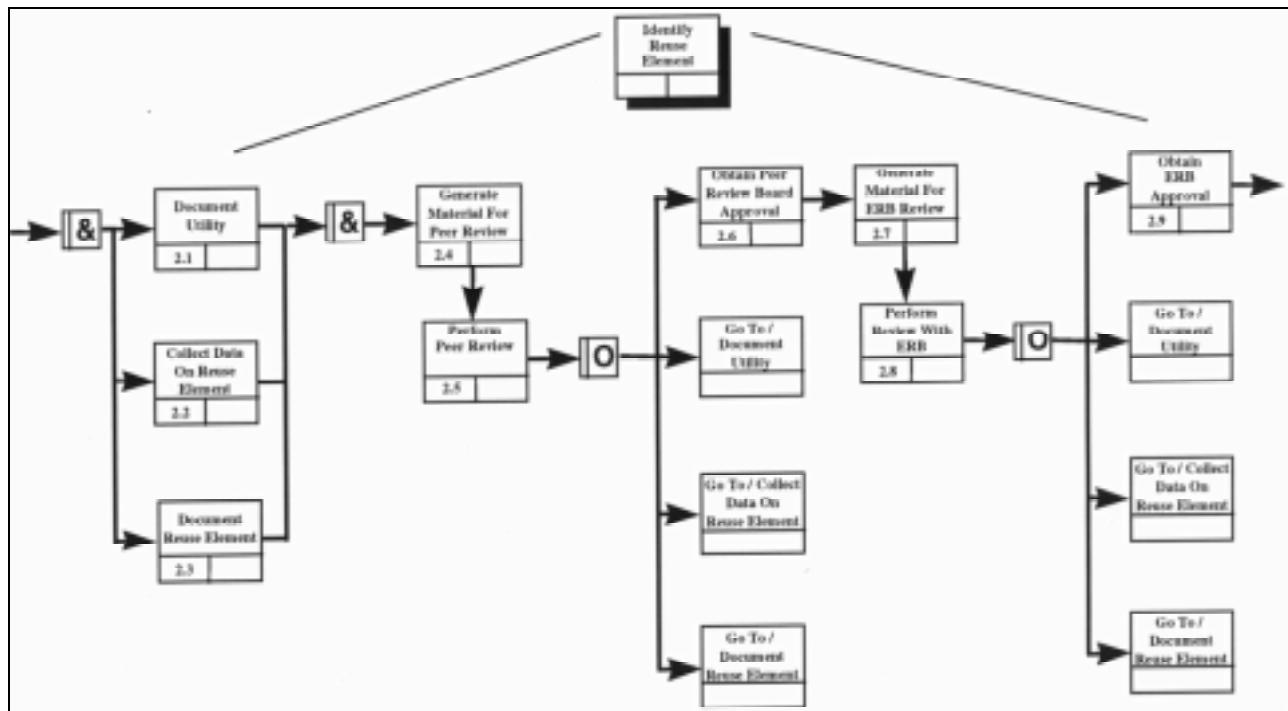 Identify
Reuse
Element
&
Document
Utility
2.1
Collect Data
On Reuse
Element
2.2
Document
Reuse Element
2.3
&
Generate
Material For
Peer Review
2.4
Perform
Peer Review
2.5
O
Obtain Peer
Review Board
Approval
2.6
Go To /
Document
Utility
Go To / Collect
Data On
Reuse Element
Go To /
Document
Reuse Element
Generate
Material For
ERB Review
2.7
Perform
Review With
ERB
2.8
O
Obtain
ERB
Approval
2.9
Go To /
Document
Utility
Go To / Collect
Data On
Reuse Element
Go To /
Document
Reuse Element